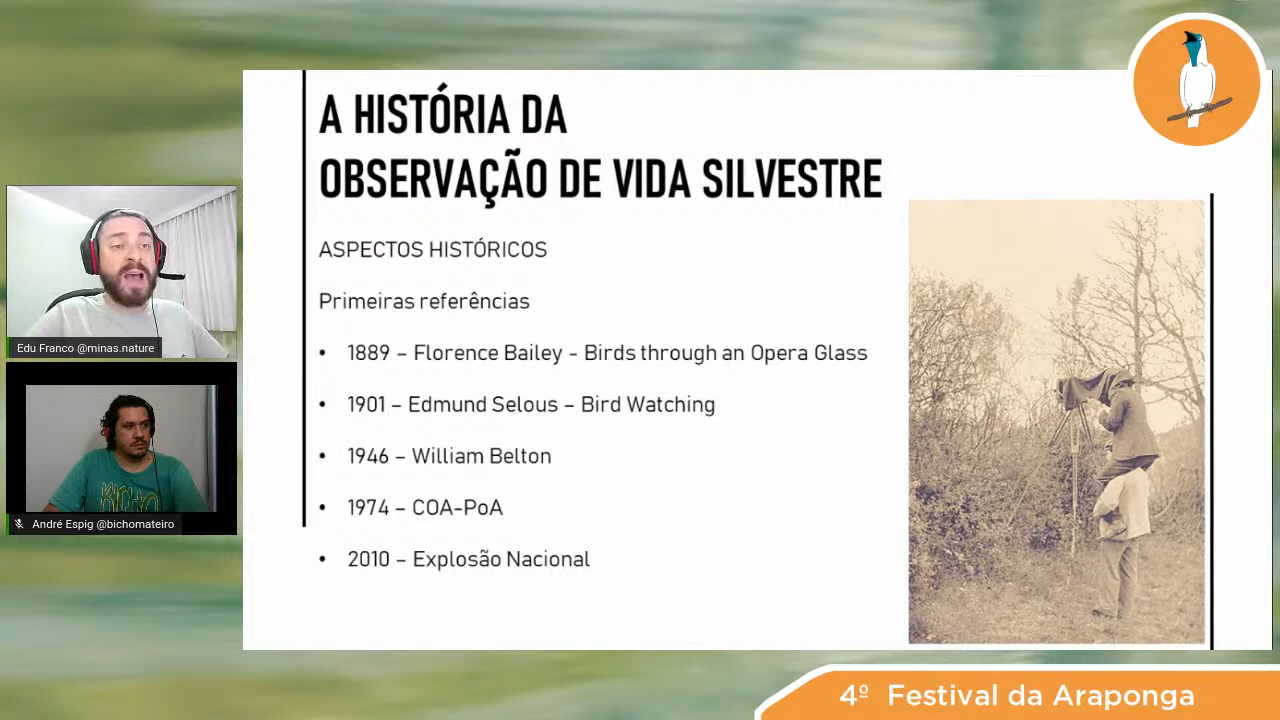 A HISTÓRIA DA
OBSERVAÇÃO DE VIDA SILVESTRE
ASPECTOS HISTÓRICOS
Primeiras referências
• 1889 – Florence Bailey - Birds through an Opera Glass
• 1901 – Edmund Selous – Bird Watching
• 1946 – William Belton
• 1974 – COA-PoA
• 2010 – Explosão Nacional
Edu Franco @minas.nature
BICHO
André Espig @bichomateiro
4º Festival da Araponga